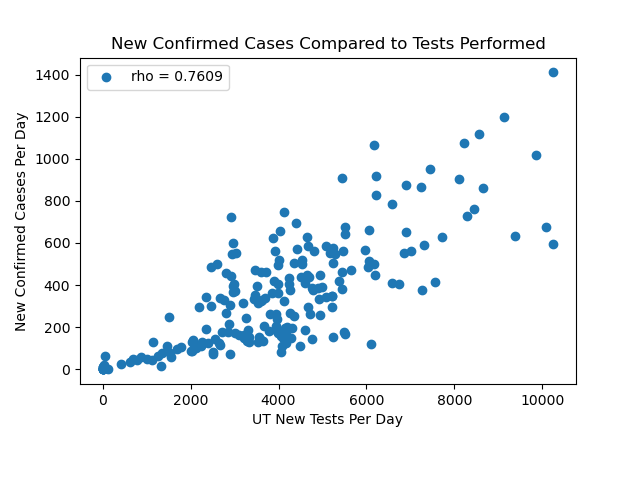 New Confirmed Cases Compared to Tests Performed
rho = 0.7609
1400
1200
1000
800
600
400
200
0
New Confirmed Caeses Per Day
0 2000 4000 6000 8000 10000
UT New Tests Per Day